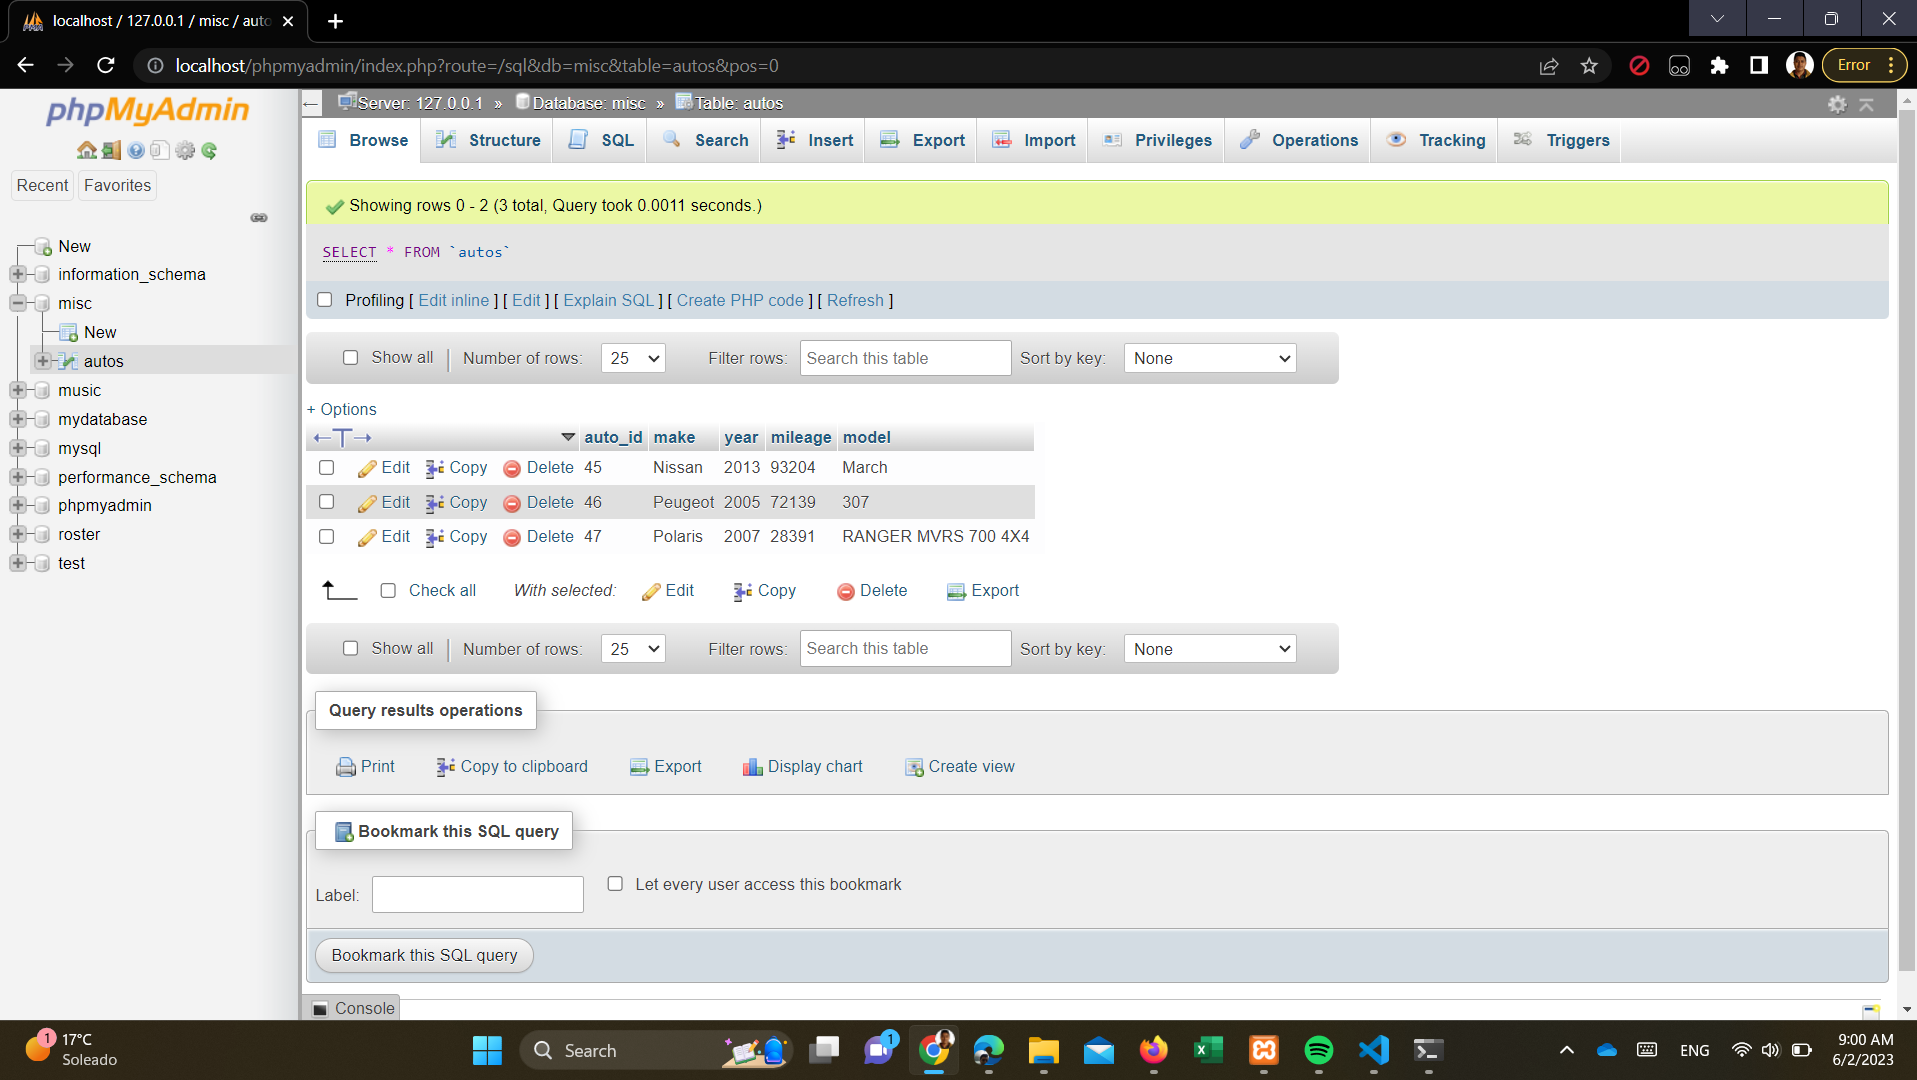 localhost / 127.0.0.1 / misc / auto
localhost/phpmyadmin/index.php?route=/sql&db=misc&table=autos&pos=0
Error
phpMyAdmin
Recent
Favorites
New
information_schema
misc
New
autos
music
mydatabase
mysql
performance_schema
phpmyadmin
roster
test
Server: 127.0.0.1 » Database: misc » Table: autos
Browse Structure SQL Search Insert Export Import Privileges Operations Tracking Triggers
Showing rows 0 - 2 (3 total, Query took 0.0011 seconds.)
SELECT * FROM `autos`
Profiling [ Edit inline ] [ Edit ] [ Explain SQL ] [ Create PHP code ] [ Refresh ]
Show all | Number of rows: 25 Filter rows: Search this table Sort by key: None
+ Options
←T→ auto_id make year mileage model
Edit Copy Delete 45 Nissan 2013 93204 March
Edit Copy Delete 46 Peugeot 2005 72139 307
Edit Copy Delete 47 Polaris 2007 28391 RANGER MVRS 700 4X4
Check all With selected: Edit Copy Delete Export
Show all | Number of rows: 25 Filter rows: Search this table Sort by key: None
Query results operations
Print Copy to clipboard Export Display chart Create view
Bookmark this SQL query
Label: Let every user access this bookmark
Bookmark this SQL query
Console
1
17°C
Soleado
Search
1
ENG
9:00 AM
6/2/2023